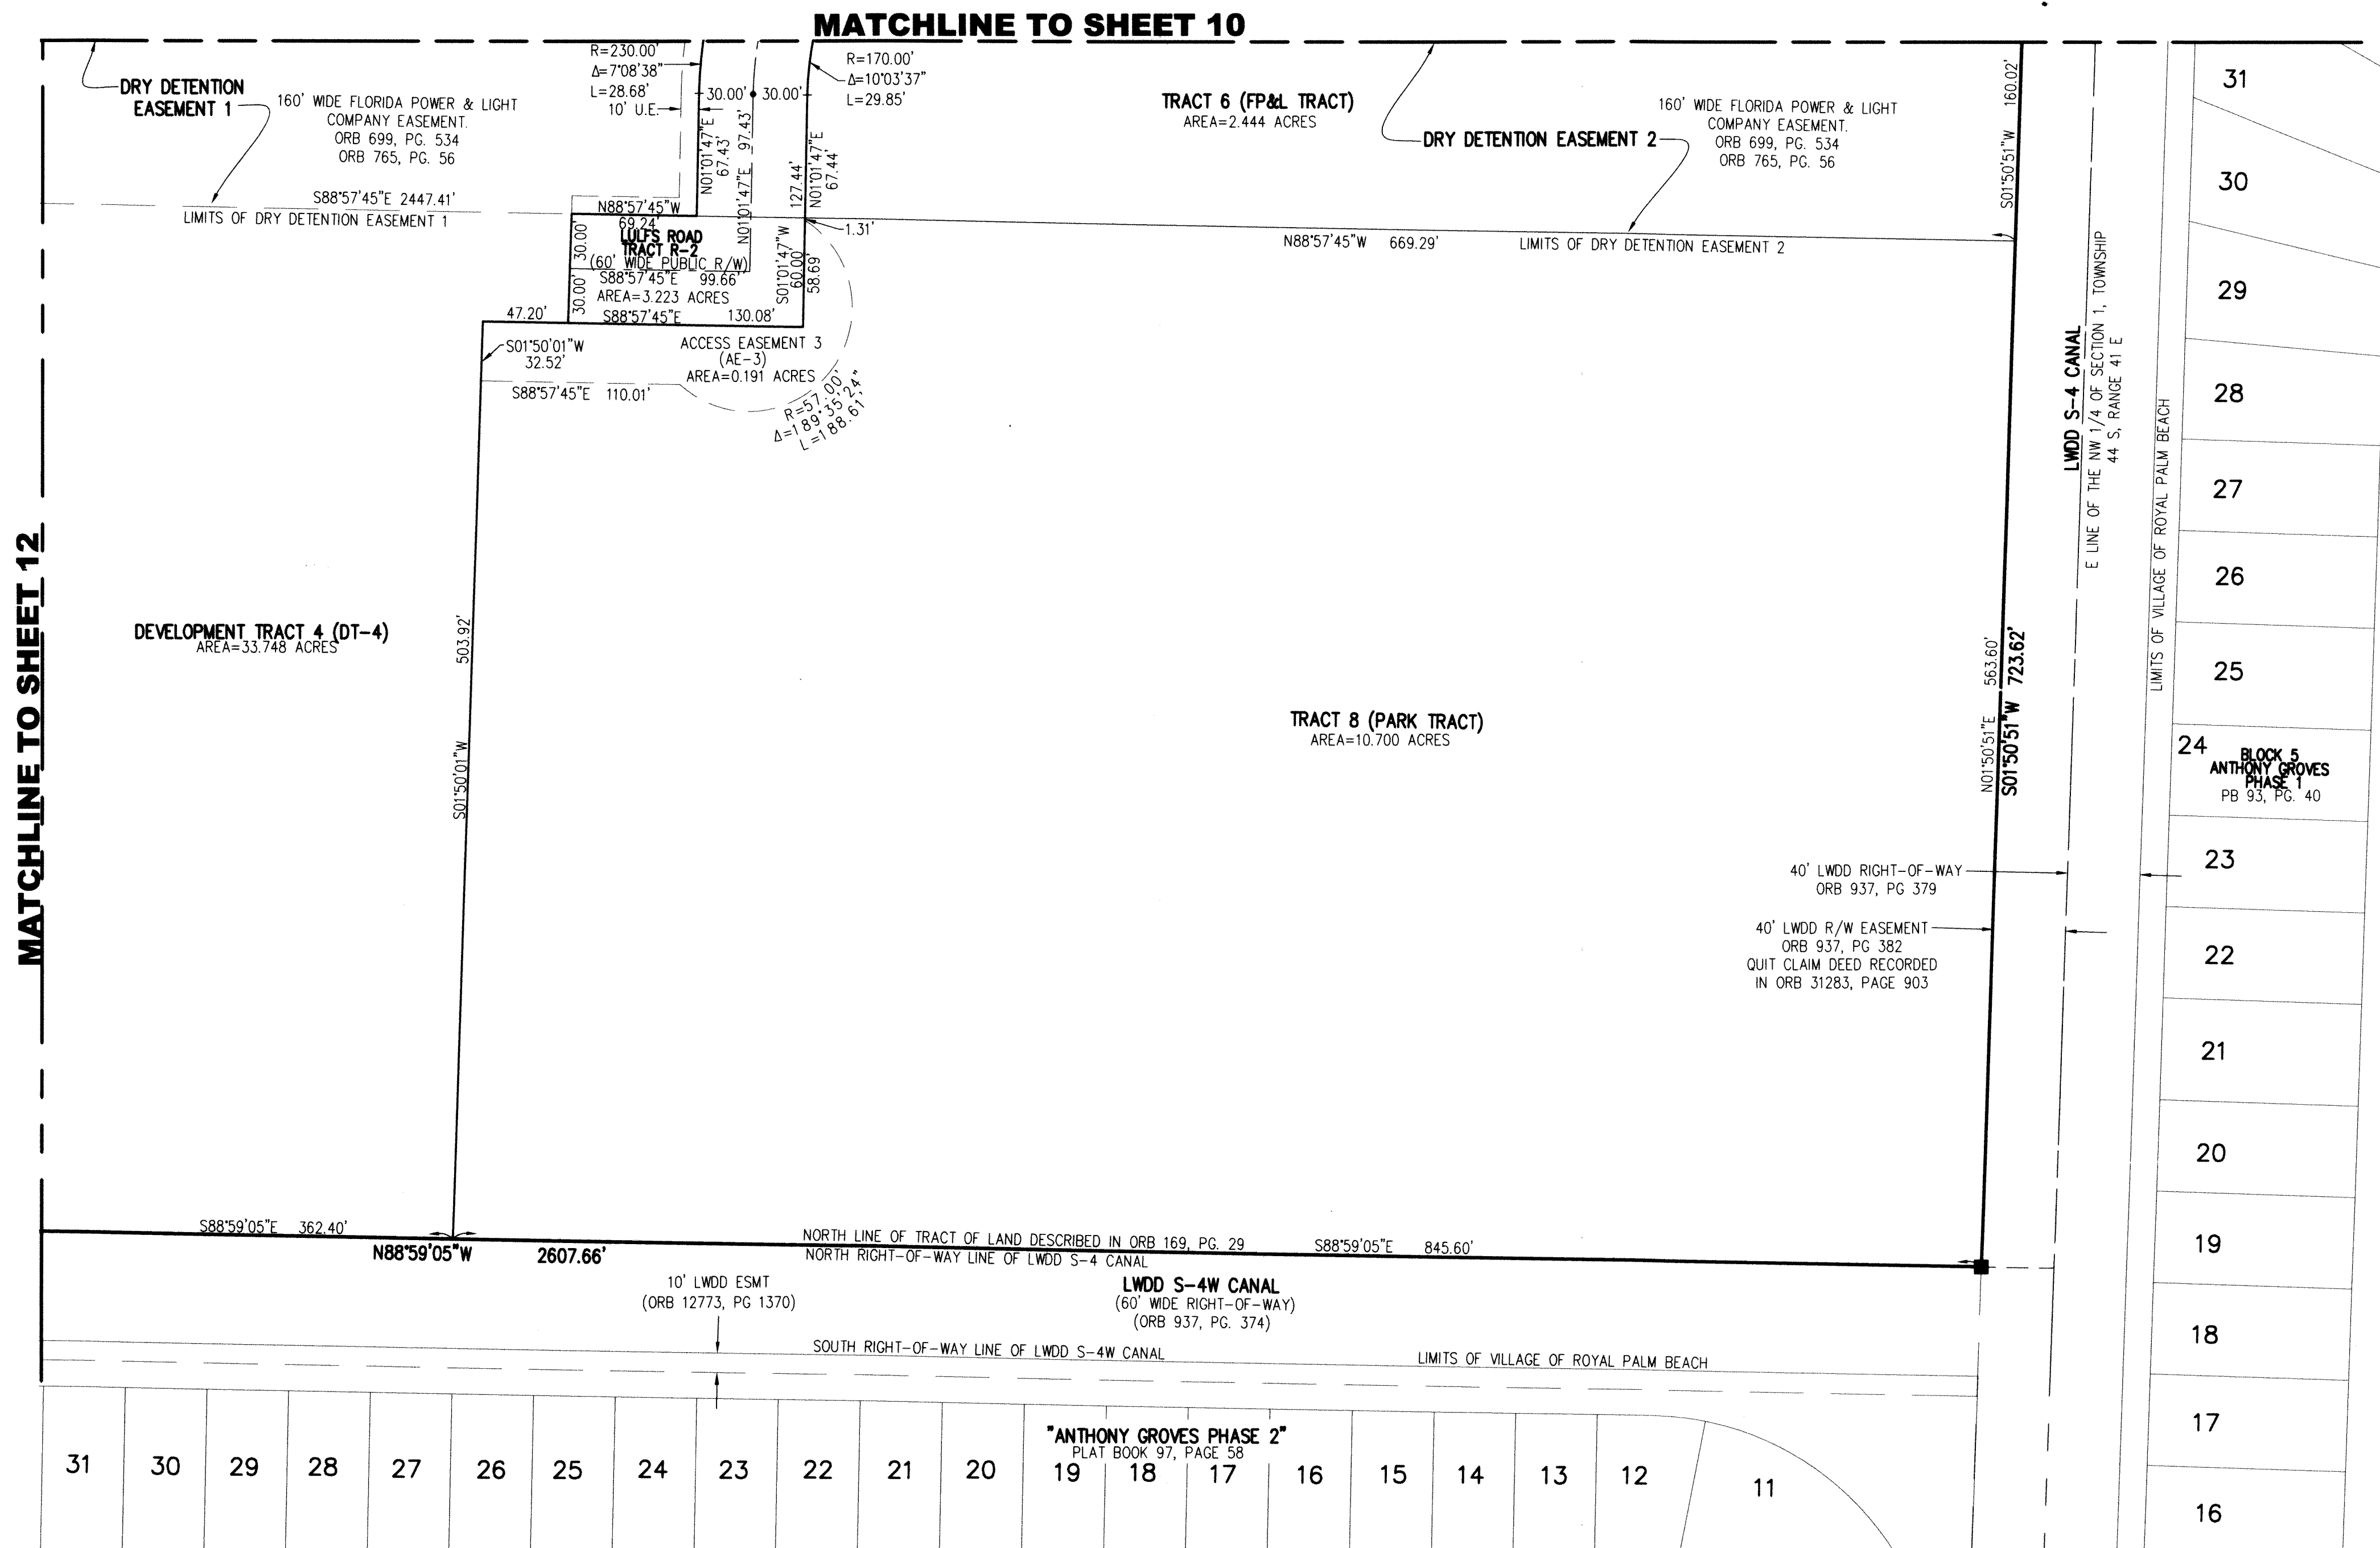 MATCHLINE TO SHEET 10
DRY DETENTION
EASEMENT 1
160' WIDE FLORIDA POWER & LIGHT
COMPANY EASEMENT.
ORB 699, PG. 534
ORB 765, PG. 56
S88°57'45"E 2447.41'
LIMITS OF DRY DETENTION EASEMENT 1
R=230.00'
Δ=7°08'38"
L=28.68'
10' U.E.
30.00'
30.00'
R=170.00'
Δ=10°03'37"
L=29.85'
N01°01'47"E
67.43'
N01°01'47"E 97.43'
127.44'
N01°01'47"E
67.44'
TRACT 6 (FP&L TRACT)
AREA=2.444 ACRES
DRY DETENTION EASEMENT 2
160' WIDE FLORIDA POWER & LIGHT
COMPANY EASEMENT.
ORB 699, PG. 534
ORB 765, PG. 56
S01°50'51"W 160.02'
N88°57'45"W
69.24'
LULFS ROAD
TRACT R-2
(60' WIDE PUBLIC R/W)
S88°57'45"E 99.66'
AREA=3.223 ACRES
S88°57'45"E 130.08'
30.00'
30.00'
S01°01'47"W
60.00'
58.69'
1.31'
N88°57'45"W 669.29'
LIMITS OF DRY DETENTION EASEMENT 2
47.20'
S01°50'01"W
32.52'
S88°57'45"E 110.01'
ACCESS EASEMENT 3
(AE-3)
AREA=0.191 ACRES
R=57.00'
Δ=189°35'24"
L=188.61'
MATCHLINE TO SHEET 12
DEVELOPMENT TRACT 4 (DT-4)
AREA=33.748 ACRES
S01°50'01"W 503.92'
TRACT 8 (PARK TRACT)
AREA=10.700 ACRES
N01°50'51"E 563.60'
S01°50'51"W 723.62'
LWDD S-4 CANAL
E LINE OF THE NW 1/4 OF SECTION 1, TOWNSHIP
44 S, RANGE 41 E
LIMITS OF VILLAGE OF ROYAL PALM BEACH
40' LWDD RIGHT-OF-WAY
ORB 937, PG 379
40' LWDD R/W EASEMENT
ORB 937, PG 382
QUIT CLAIM DEED RECORDED
IN ORB 31283, PAGE 903
31
30
29
28
27
26
25
24
BLOCK 5
ANTHONY GROVES
PHASE 1
PB 93, PG. 40
23
22
21
20
19
18
17
16
S88°59'05"E 362.40'
N88°59'05"W 2607.66'
NORTH LINE OF TRACT OF LAND DESCRIBED IN ORB 169, PG. 29
S88°59'05"E 845.60'
NORTH RIGHT-OF-WAY LINE OF LWDD S-4 CANAL
10' LWDD ESMT
(ORB 12773, PG 1370)
LWDD S-4W CANAL
(60' WIDE RIGHT-OF-WAY)
(ORB 937, PG. 374)
SOUTH RIGHT-OF-WAY LINE OF LWDD S-4W CANAL
LIMITS OF VILLAGE OF ROYAL PALM BEACH
"ANTHONY GROVES PHASE 2"
PLAT BOOK 97, PAGE 58
31 30 29 28 27 26 25 24 23 22 21 20 19 18 17 16 15 14 13 12 11